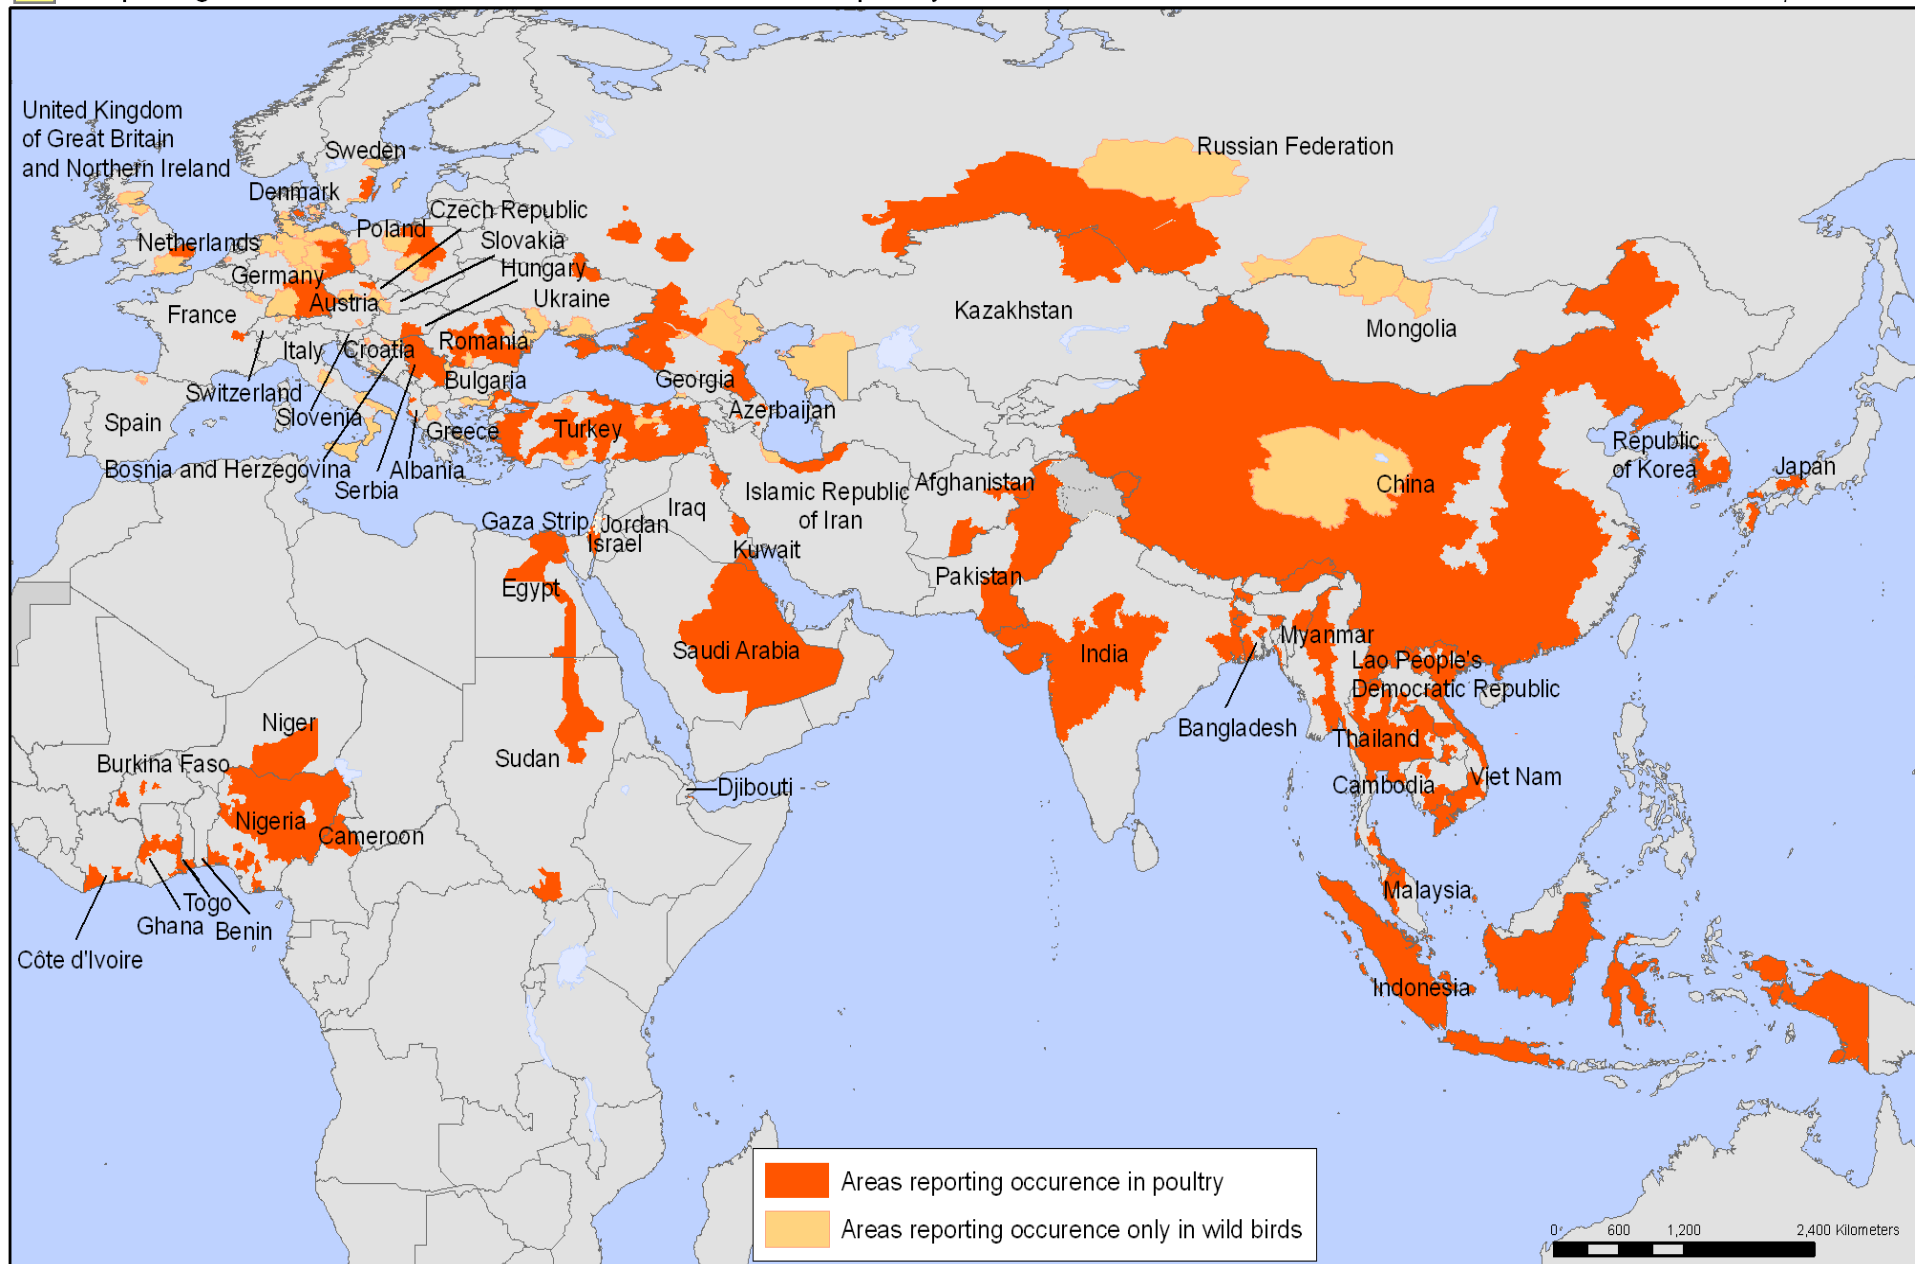 United Kingdom
of Great Britain
and Northern Ireland
Sweden
Denmark
Russian Federation
Czech Republic
Poland
Slovakia
Netherlands
Hungary
Germany
Austria
Ukraine
France
Kazakhstan
Mongolia
Romania
Italy
Croatia
Bulgaria
Georgia
Switzerland
Slovenia
Azerbaijan
Spain
Greece
Turkey
Bosnia and Herzegovina
Albania
Serbia
Republic
of Korea
Japan
China
Afghanistan
Islamic Republic
of Iran
Iraq
Gaza Strip
Jordan
Israel
Kuwait
Egypt
Pakistan
Saudi Arabia
India
Myanmar
Lao People's
Democratic Republic
Bangladesh
Niger
Burkina Faso
Sudan
Thailand
Djibouti
Cambodia
Viet Nam
Nigeria
Cameroon
Malaysia
Togo
Ghana
Benin
Côte d'Ivoire
Indonesia
Areas reporting occurence in poultry
Areas reporting occurence only in wild birds
0 600 1,200 2,400 Kilometers